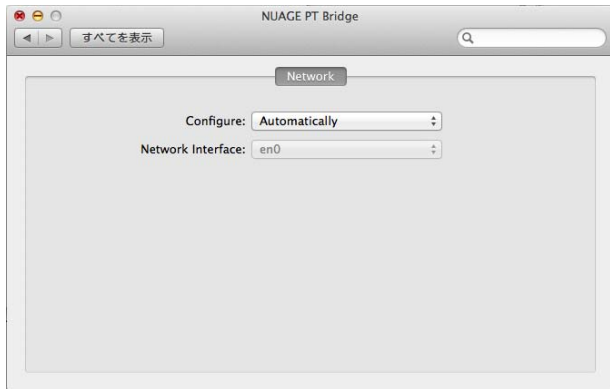 NUAGE PT Bridge
すべてを表示
Network
Configure: Automatically
Network Interface: en0